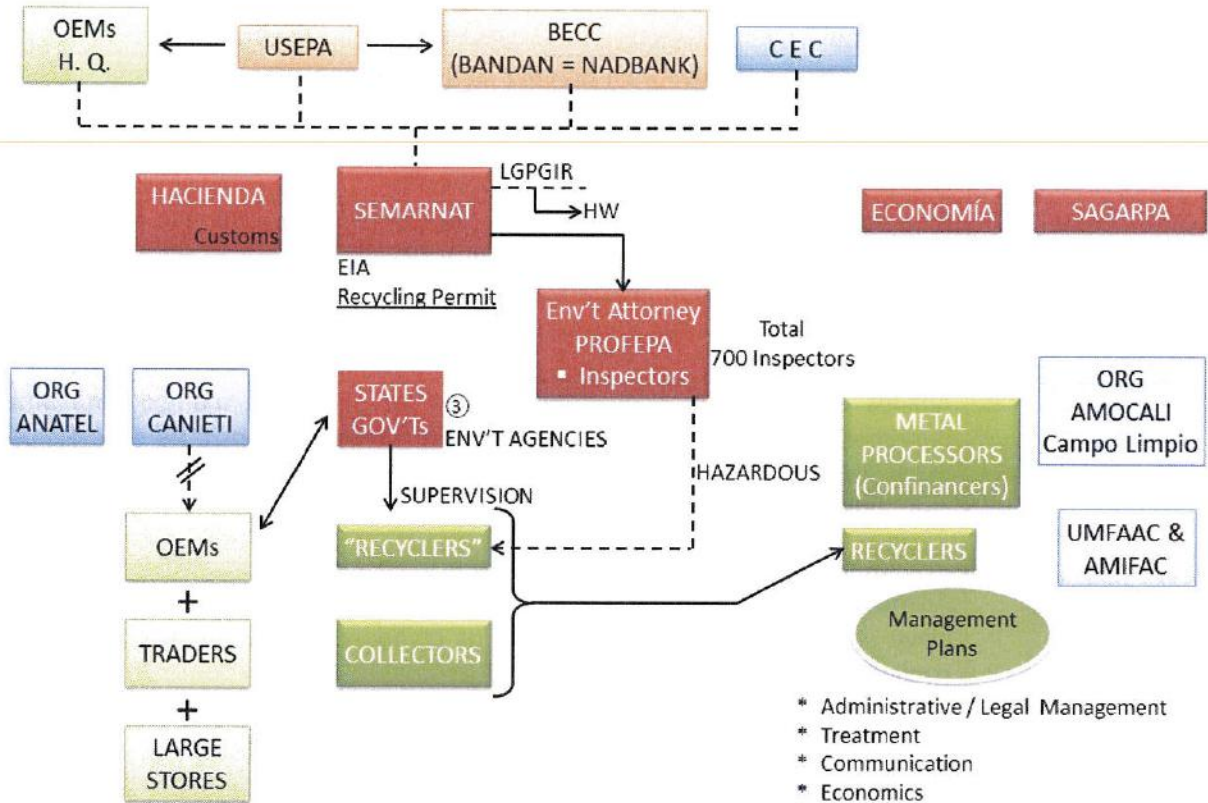 OEMs
H. Q.
USEPA
BECC
(BANDAN = NADBANK)
C E C
HACIENDA
Customs
SEMARNAT
LGPGIR
HW
ECONOMÍA
SAGARPA
EIA
Recycling Permit
Env't Attorney
PROFEPA
▪ Inspectors
Total
700 Inspectors
ORG
ANATEL
ORG
CANIETI
STATES
GOV'Ts
③
ENV'T AGENCIES
METAL
PROCESSORS
(Confinancers)
ORG
AMOCALI
Campo Limpio
HAZARDOUS
SUPERVISION
OEMs
"RECYCLERS"
RECYCLERS
UMFAAC &
AMIFAC
+
TRADERS
COLLECTORS
Management
Plans
+
LARGE
STORES
* Administrative / Legal Management
* Treatment
* Communication
* Economics